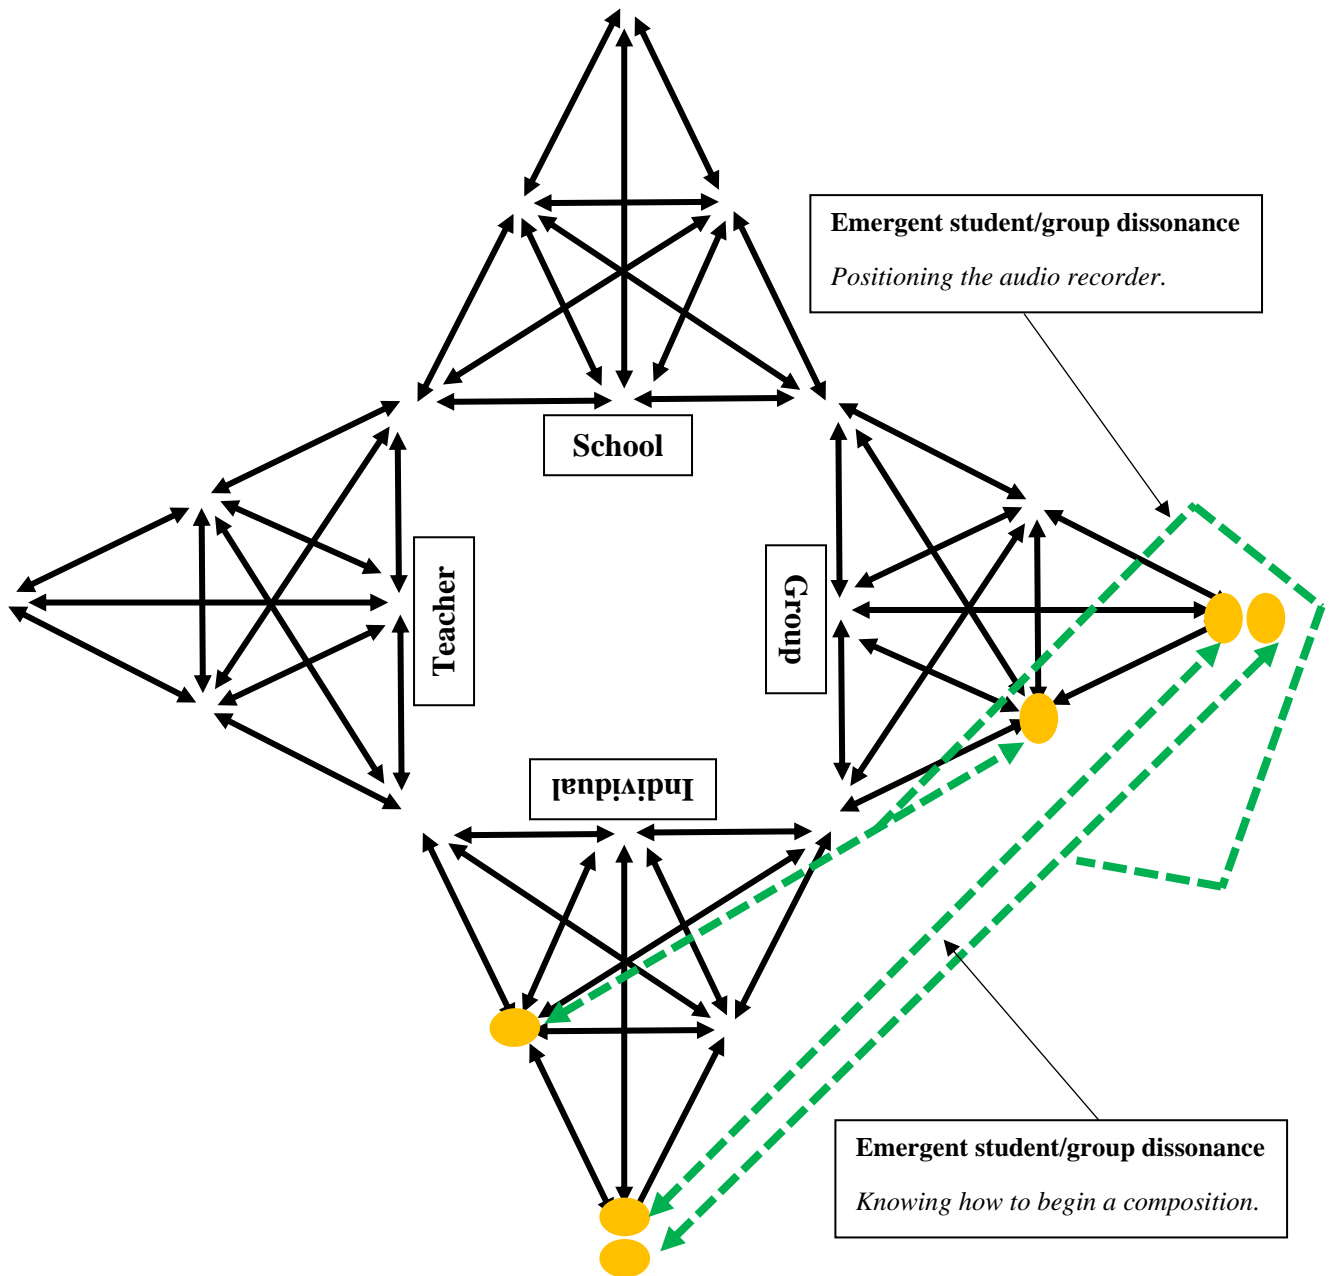 Emergent student/group dissonance
Positioning the audio recorder.
School
Teacher
Group
Individual
Emergent student/group dissonance
Knowing how to begin a composition.